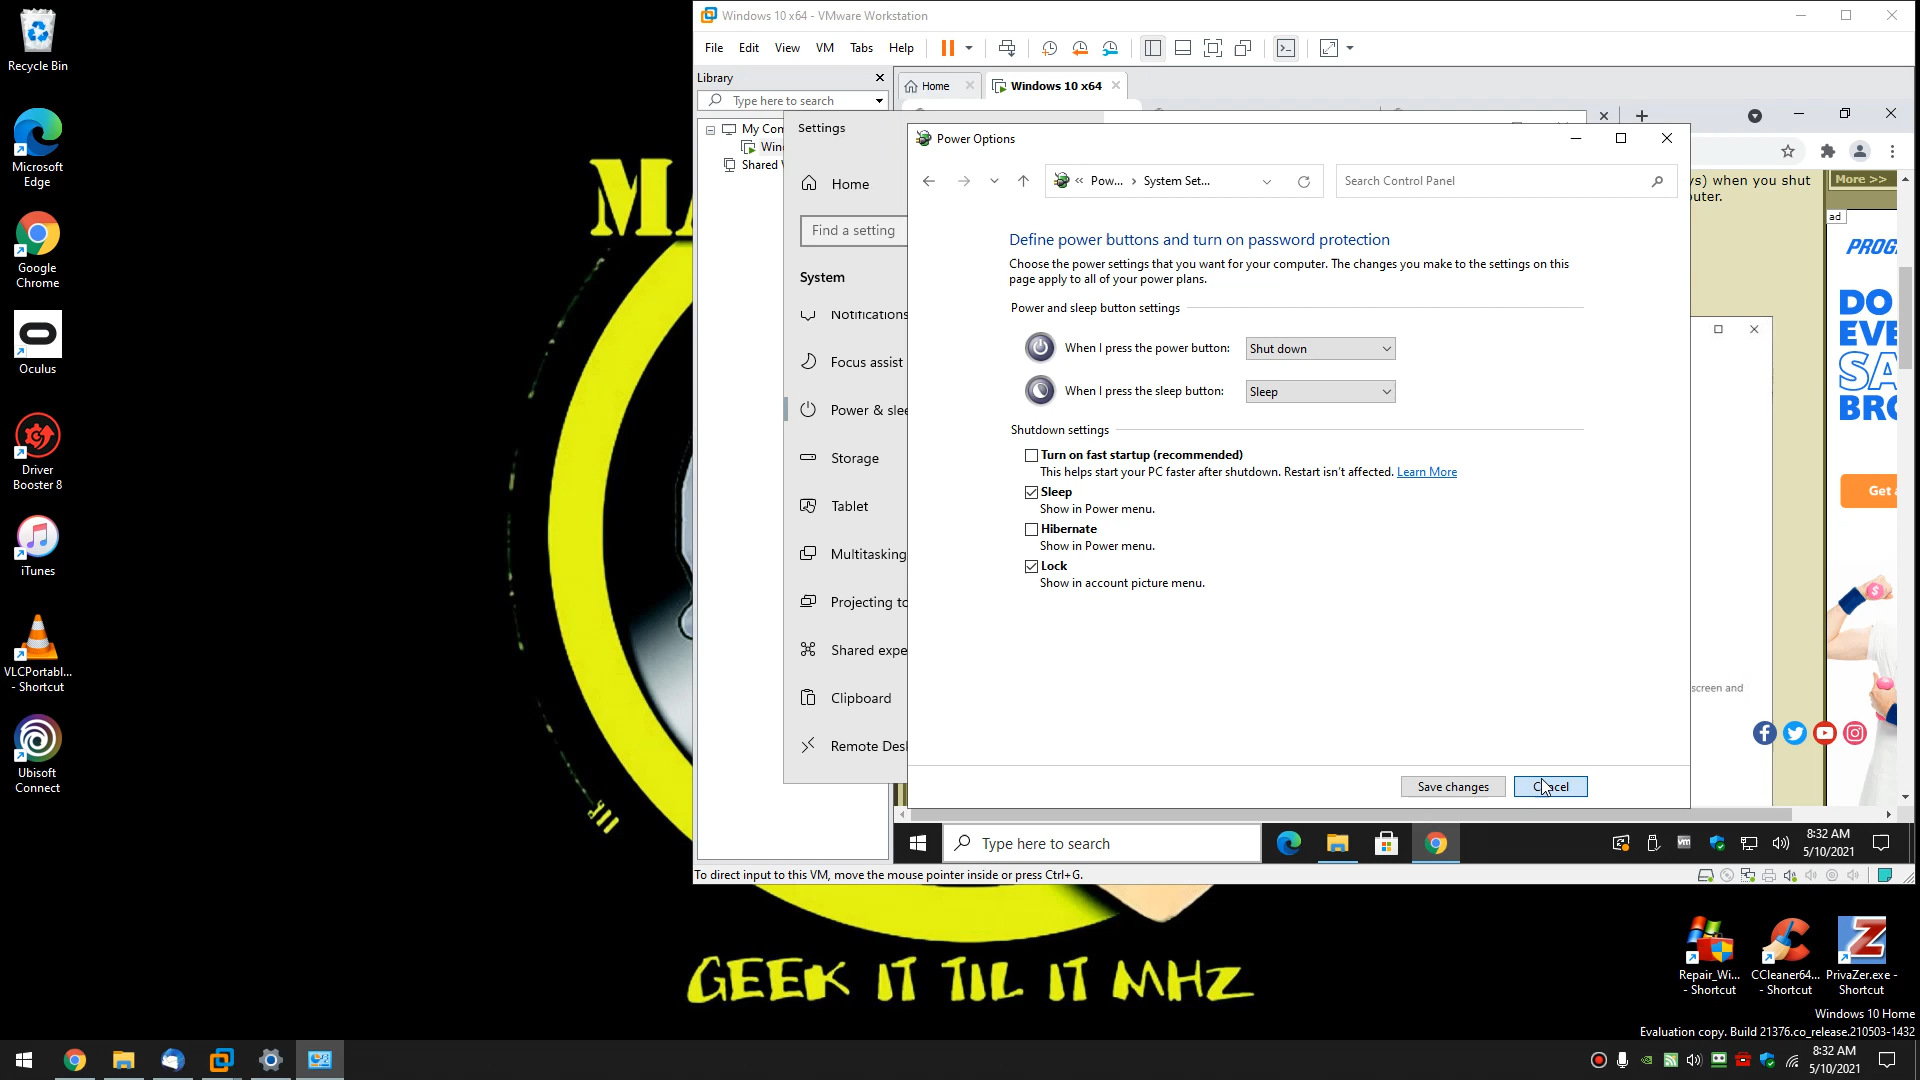 Recycle Bin
Microsoft
Edge
Google
Chrome
Oculus
Driver
Booster 8
iTunes
VLCPortabl...
- Shortcut
Ubisoft
Connect
Windows 10 x64 - VMware Workstation
File Edit View VM Tabs Help
Library
Type here to search
My Com
Wind
Shared V
Home
Windows 10 x64
Settings
Home
Find a setting
System
Notifications
Focus assist
Power & slee
Storage
Tablet
Multitasking
Projecting to
Shared expe
Clipboard
Remote Desk
Power Options
« Pow... › System Set...
Search Control Panel
Define power buttons and turn on password protection
Choose the power settings that you want for your computer. The changes you make to the settings on this
page apply to all of your power plans.
Power and sleep button settings
When I press the power button: Shut down
When I press the sleep button: Sleep
Shutdown settings
Turn on fast startup (recommended)
This helps start your PC faster after shutdown. Restart isn't affected. Learn More
Sleep
Show in Power menu.
Hibernate
Show in Power menu.
Lock
Show in account picture menu.
Save changes
Cancel
ys) when you shut
uter.
More >>
ad
PROG
DO
EVE
SA
BRO
Get a
screen and
Type here to search
vm
8:32 AM
5/10/2021
To direct input to this VM, move the mouse pointer inside or press Ctrl+G.
MA
GEEK IT TIL IT MHZ
Repair_Wi...
- Shortcut
CCleaner64...
- Shortcut
PrivaZer.exe -
Shortcut
Windows 10 Home
Evaluation copy. Build 21376.co_release.210503-1432
8:32 AM
5/10/2021